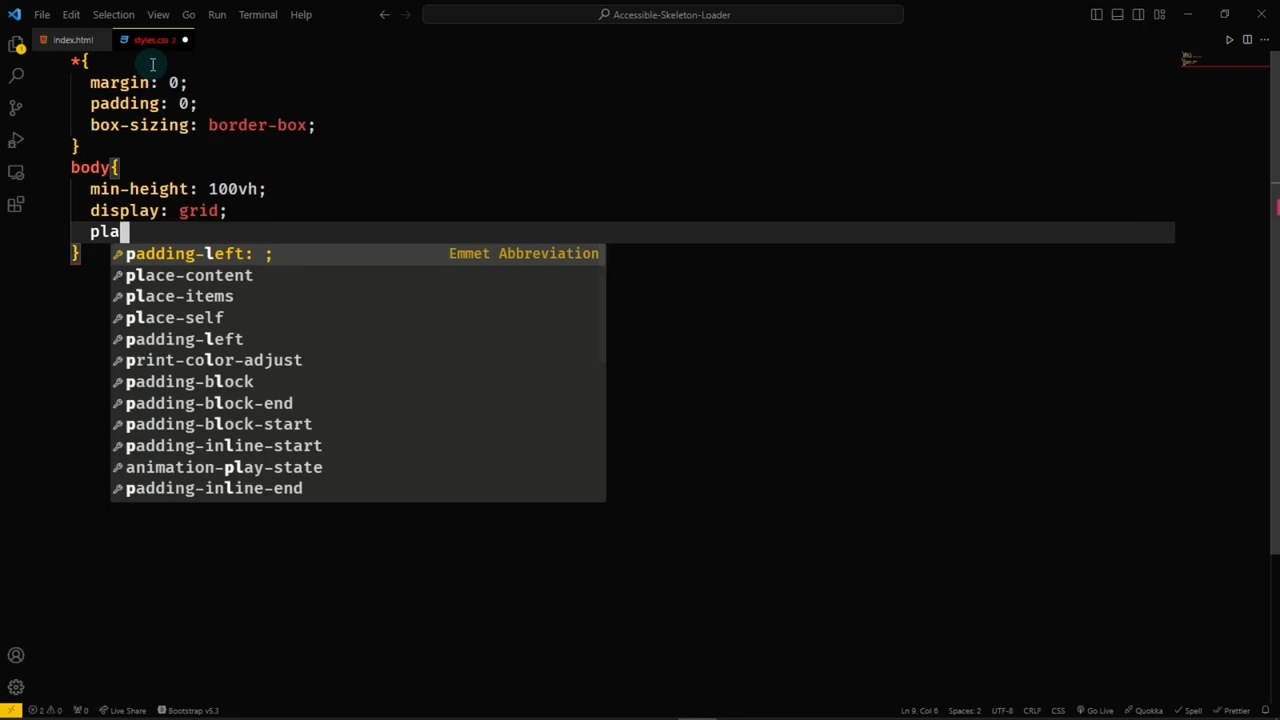 File Edit Selection View Go Run Terminal Help Accessible-Skeleton-Loader
index.html styles.css 2
*{
margin: 0;
padding: 0;
box-sizing: border-box;
}
body{
min-height: 100vh;
display: grid;
pla
}
padding-left: ; Emmet Abbreviation
place-content
place-items
place-self
padding-left
print-color-adjust
padding-block
padding-block-end
padding-block-start
padding-inline-start
animation-play-state
padding-inline-end
2 0 0 Live Share Bootstrap v5.3 Ln 9, Col 6 Spaces: 2 UTF-8 CRLF CSS Go Live Quokka Spell Prettier